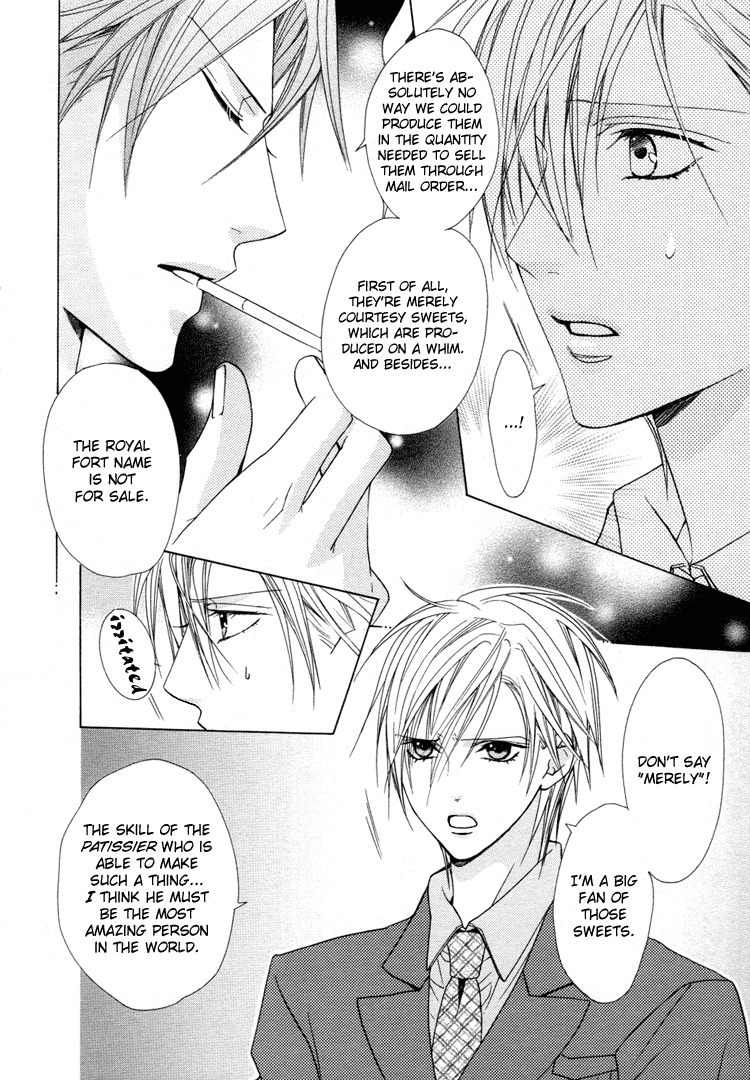 THERE'S AB-
SOLUTELY NO
WAY WE COULD
PRODUCE THEM
IN THE QUANTITY
NEEDED TO SELL
THEM THROUGH
MAIL ORDER...
FIRST OF ALL,
THEY'RE MERELY
COURTESY SWEETS,
WHICH ARE PRO-
DUCED ON A WHIM.
AND BESIDES...
...!
THE ROYAL
FORT NAME
IS NOT
FOR SALE.
irritated
DON'T SAY
"MERELY"!
I'M A BIG
FAN OF
THOSE
SWEETS.
THE SKILL OF THE
PATISSIER WHO IS
ABLE TO MAKE
SUCH A THING...
I THINK HE MUST
BE THE MOST
AMAZING PERSON
IN THE WORLD.